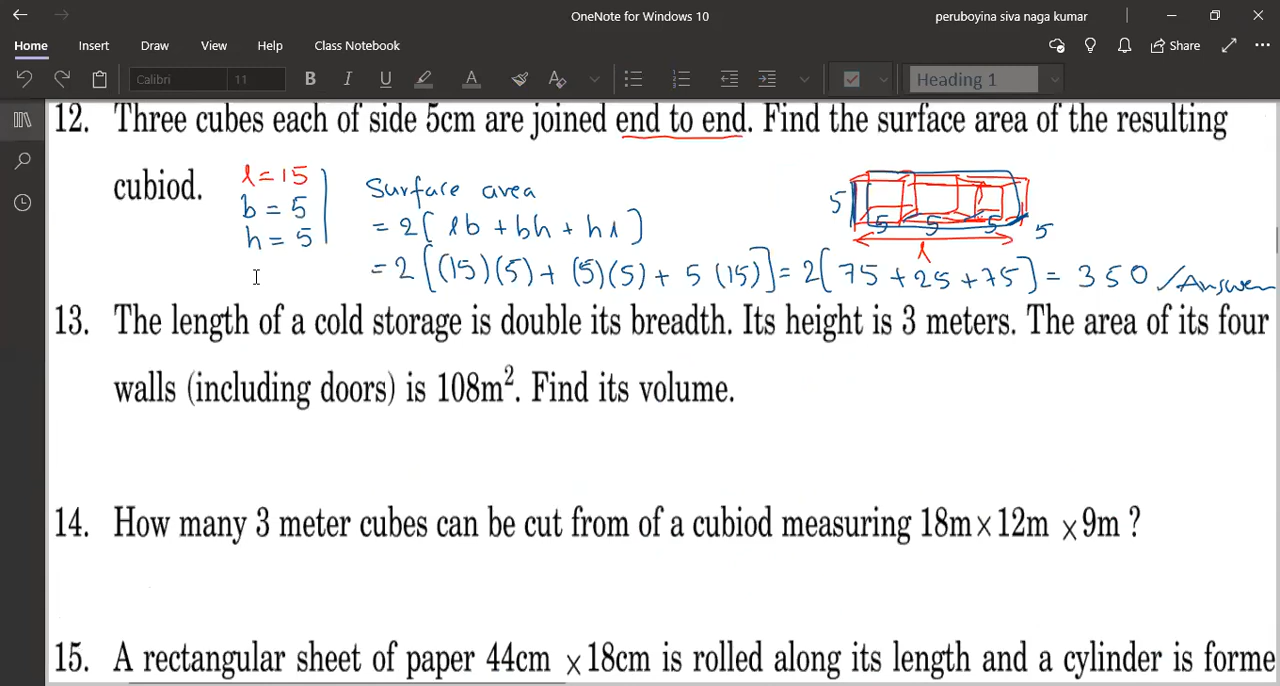 OneNote for Windows 10
peruboyina siva naga kumar
Home Insert Draw View Help Class Notebook
Share
Calibri 11 B I U A Heading 1
12. Three cubes each of side 5cm are joined end to end. Find the surface area of the resulting
cubiod.
l = 15
b = 5
h = 5
Surface area
= 2[ lb + bh + hl ]
= 2[(15)(5) + (5)(5) + 5 (15)] = 2[75 + 25 + 75] = 350 /Answer
5
5 5 5
5
l
13. The length of a cold storage is double its breadth. Its height is 3 meters. The area of its four
walls (including doors) is 108m². Find its volume.
14. How many 3 meter cubes can be cut from of a cubiod measuring 18m×12m ×9m ?
15. A rectangular sheet of paper 44cm ×18cm is rolled along its length and a cylinder is forme